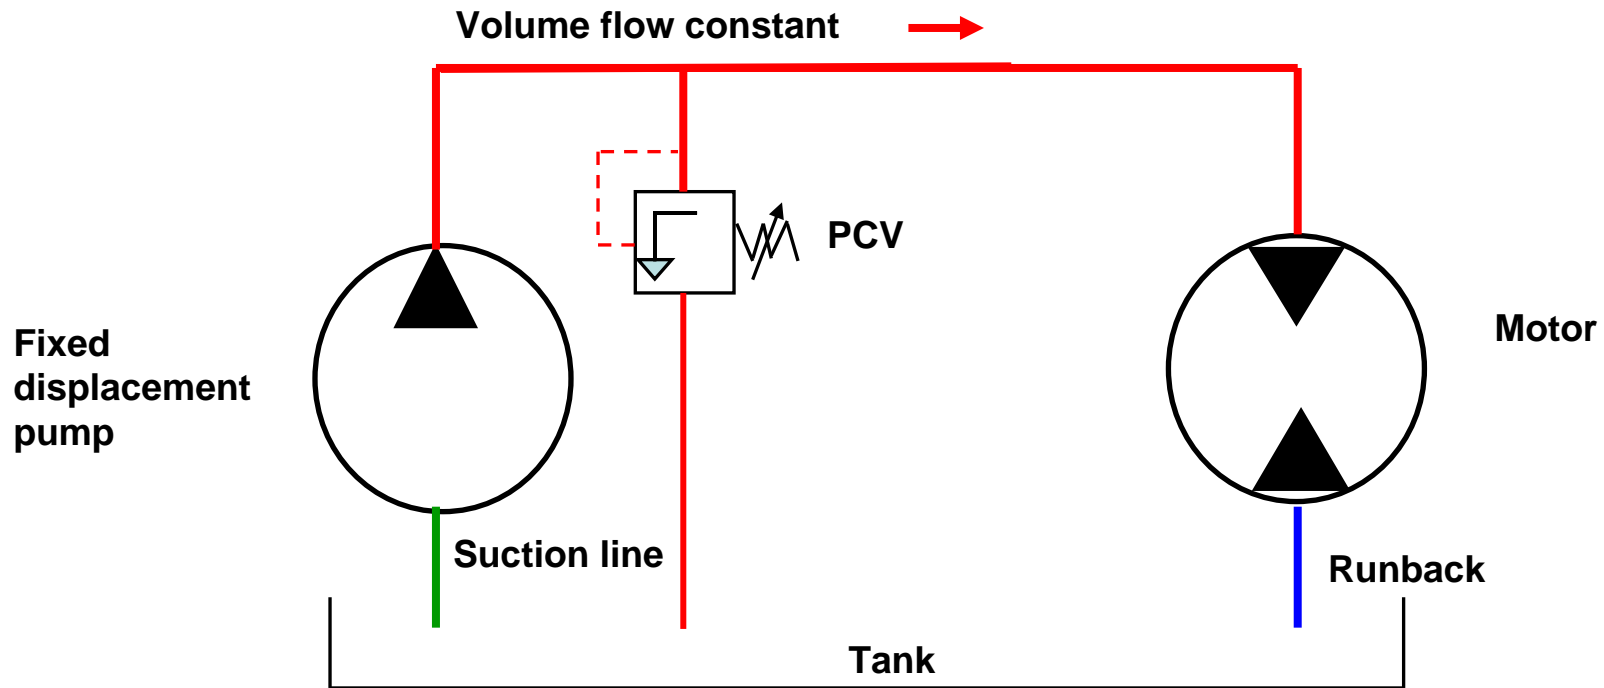 Volume flow constant
PCV
Fixed
displacement
pump
Motor
Suction line
Runback
Tank